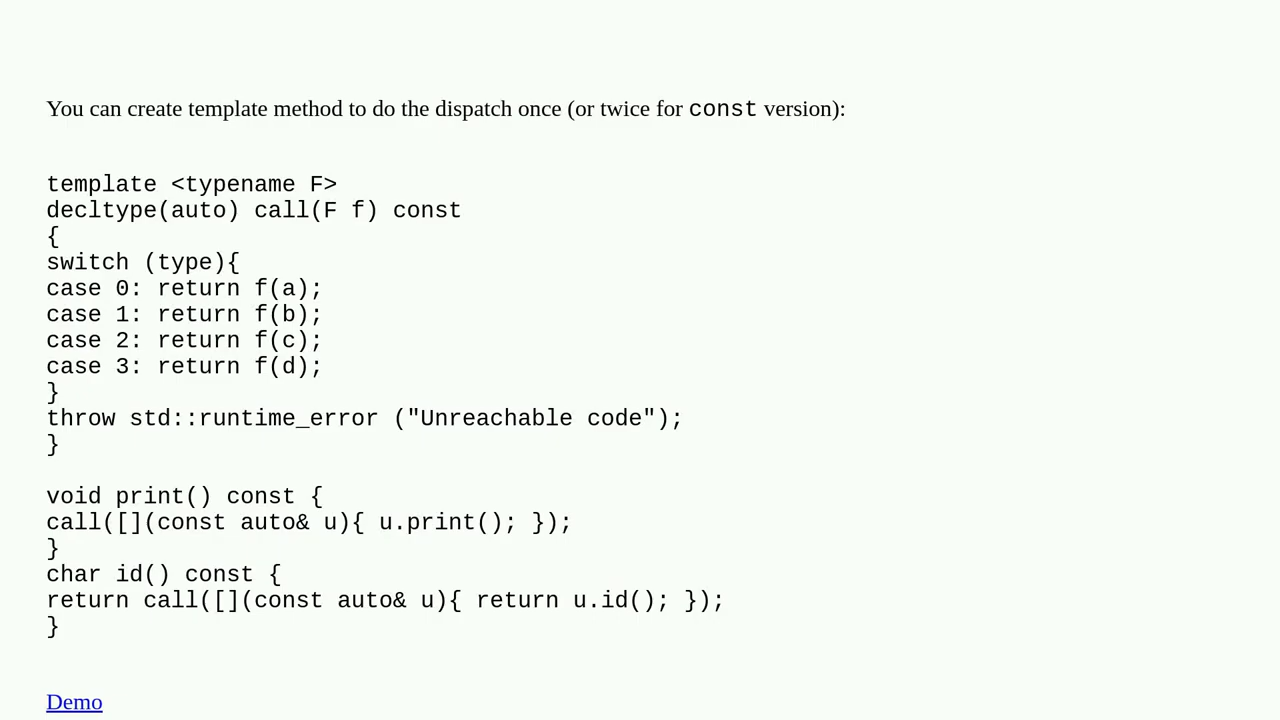 You can create template method to do the dispatch once (or twice for const version):
template <typename F>
decltype(auto) call(F f) const
{
switch (type){
case 0: return f(a);
case 1: return f(b);
case 2: return f(c);
case 3: return f(d);
}
throw std::runtime_error ("Unreachable code");
}
void print() const {
call([](const auto& u){ u.print(); });
}
char id() const {
return call([](const auto& u){ return u.id(); });
}
Demo